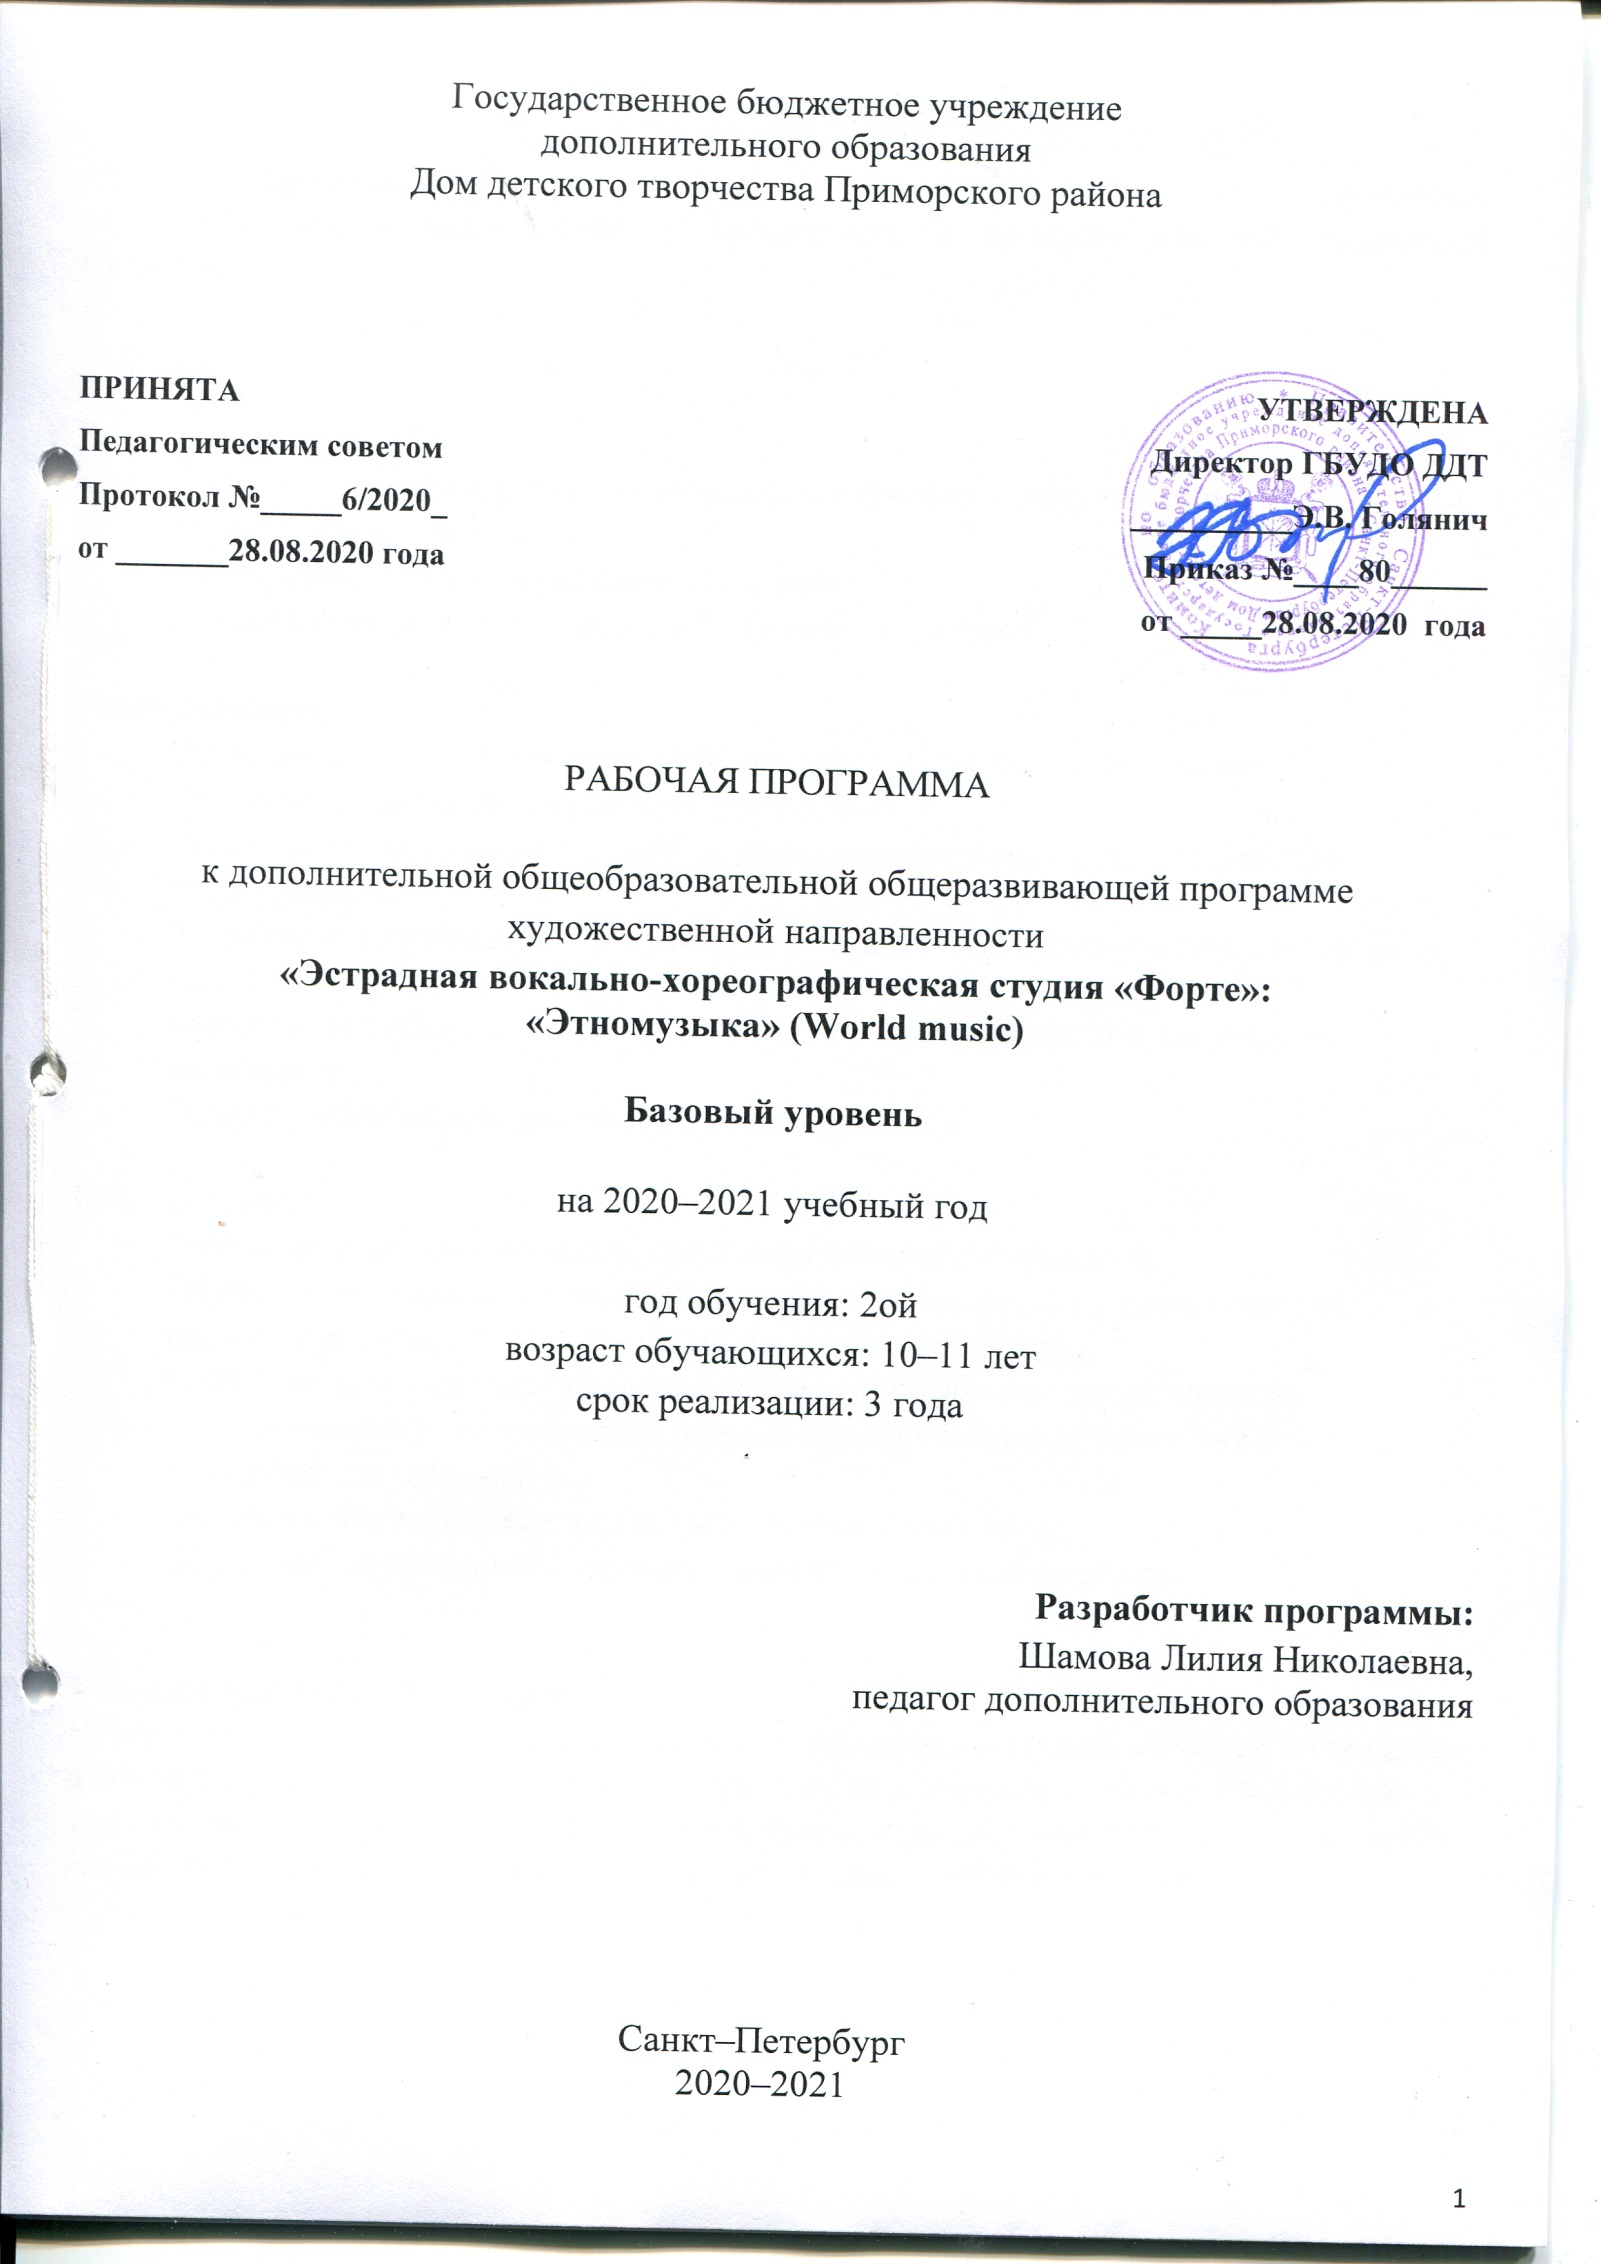 Государственное бюджетное учреждение
дополнительного образования
Дом детского творчества Приморского района
ПРИНЯТА
Педагогическим советом
Протокол №_____6/2020_
от _______28.08.2020 года
УТВЕРЖДЕНА
Директор ГБУДО ДДТ
__________Э.В. Голянич
Приказ №____80______
от _____28.08.2020 года
РАБОЧАЯ ПРОГРАММА
к дополнительной общеобразовательной общеразвивающей программе
художественной направленности
«Эстрадная вокально-хореографическая студия «Форте»:
«Этномузыка» (World music)
Базовый уровень
на 2020–2021 учебный год
год обучения: 2ой
возраст обучающихся: 10–11 лет
срок реализации: 3 года
Разработчик программы:
Шамова Лилия Николаевна,
педагог дополнительного образования
Санкт–Петербург
2020–2021
1